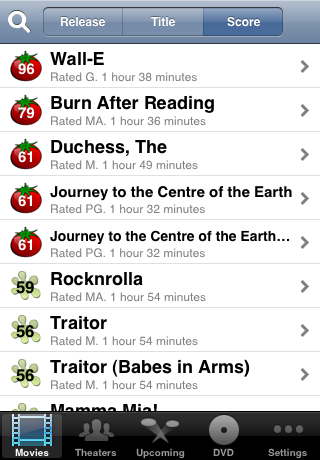 Release Title Score
96 Wall-E
Rated G. 1 hour 38 minutes
79 Burn After Reading
Rated MA. 1 hour 36 minutes
61 Duchess, The
Rated M. 1 hour 49 minutes
61 Journey to the Centre of the Earth
Rated PG. 1 hour 32 minutes
61 Journey to the Centre of the Earth...
Rated PG. 1 hour 32 minutes
59 Rocknrolla
Rated MA. 1 hour 54 minutes
56 Traitor
Rated M. 1 hour 54 minutes
56 Traitor (Babes in Arms)
Rated M. 1 hour 54 minutes
Mamma Mia!
Movies Theaters Upcoming DVD Settings